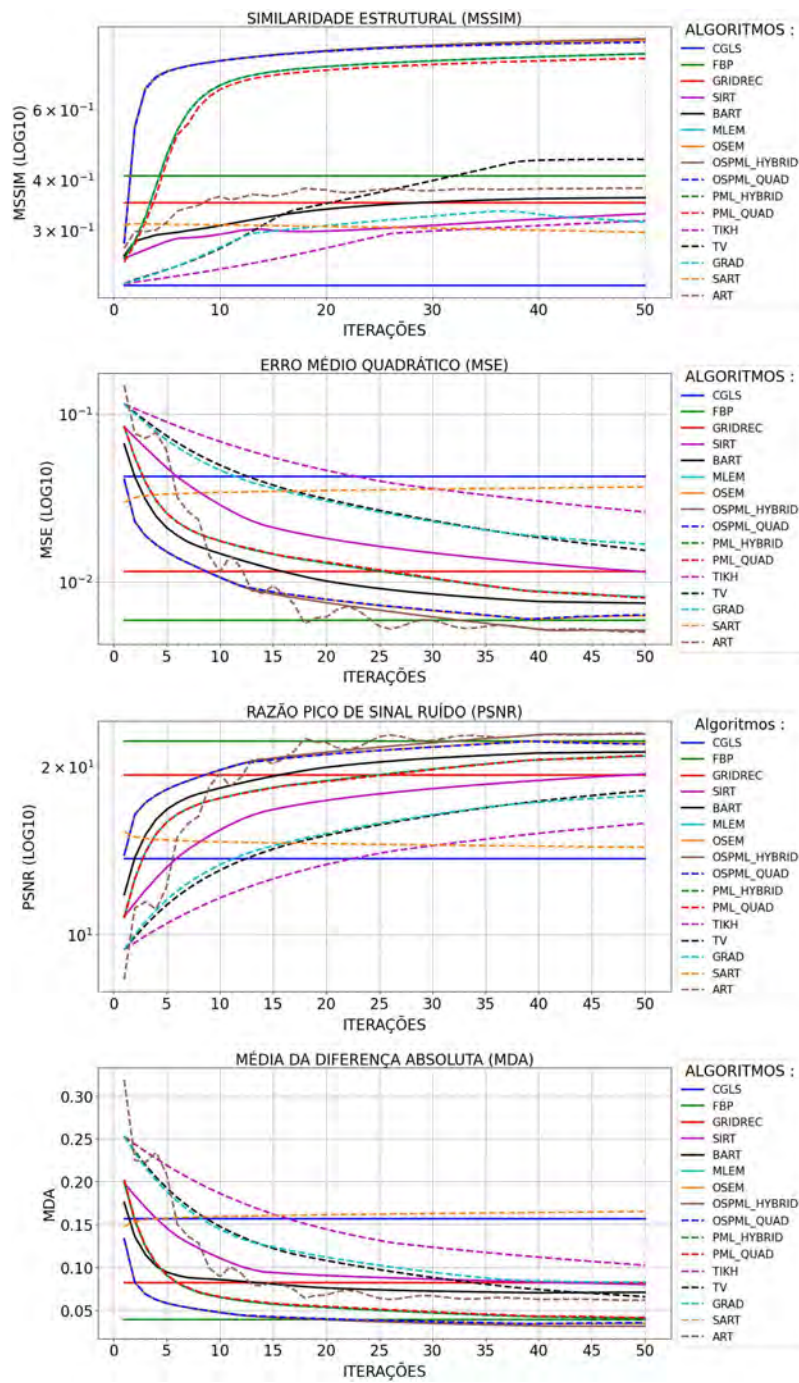 SIMILARIDADE ESTRUTURAL (MSSIM)
MSSIM (LOG10)
6 × 10⁻¹
4 × 10⁻¹
3 × 10⁻¹
0 10 20 30 40 50
ITERAÇÕES
ALGORITMOS :
CGLS
FBP
GRIDREC
SIRT
BART
MLEM
OSEM
OSPML_HYBRID
OSPML_QUAD
PML_HYBRID
PML_QUAD
TIKH
TV
GRAD
SART
ART
ERRO MÉDIO QUADRÁTICO (MSE)
MSE (LOG10)
10⁻¹
10⁻²
0 5 10 15 20 25 30 35 40 45 50
ITERAÇÕES
ALGORITMOS :
CGLS
FBP
GRIDREC
SIRT
BART
MLEM
OSEM
OSPML_HYBRID
OSPML_QUAD
PML_HYBRID
PML_QUAD
TIKH
TV
GRAD
SART
ART
RAZÃO PICO DE SINAL RUÍDO (PSNR)
PSNR (LOG10)
2 × 10¹
10¹
0 5 10 15 20 25 30 35 40 45 50
ITERAÇÕES
Algoritmos :
CGLS
FBP
GRIDREC
SIRT
BART
MLEM
OSEM
OSPML_HYBRID
OSPML_QUAD
PML_HYBRID
PML_QUAD
TIKH
TV
GRAD
SART
ART
MÉDIA DA DIFERENÇA ABSOLUTA (MDA)
MDA
0.30
0.25
0.20
0.15
0.10
0.05
0 5 10 15 20 25 30 35 40 45 50
ITERAÇÕES
ALGORITMOS :
CGLS
FBP
GRIDREC
SIRT
BART
MLEM
OSEM
OSPML_HYBRID
OSPML_QUAD
PML_HYBRID
PML_QUAD
TIKH
TV
GRAD
SART
ART